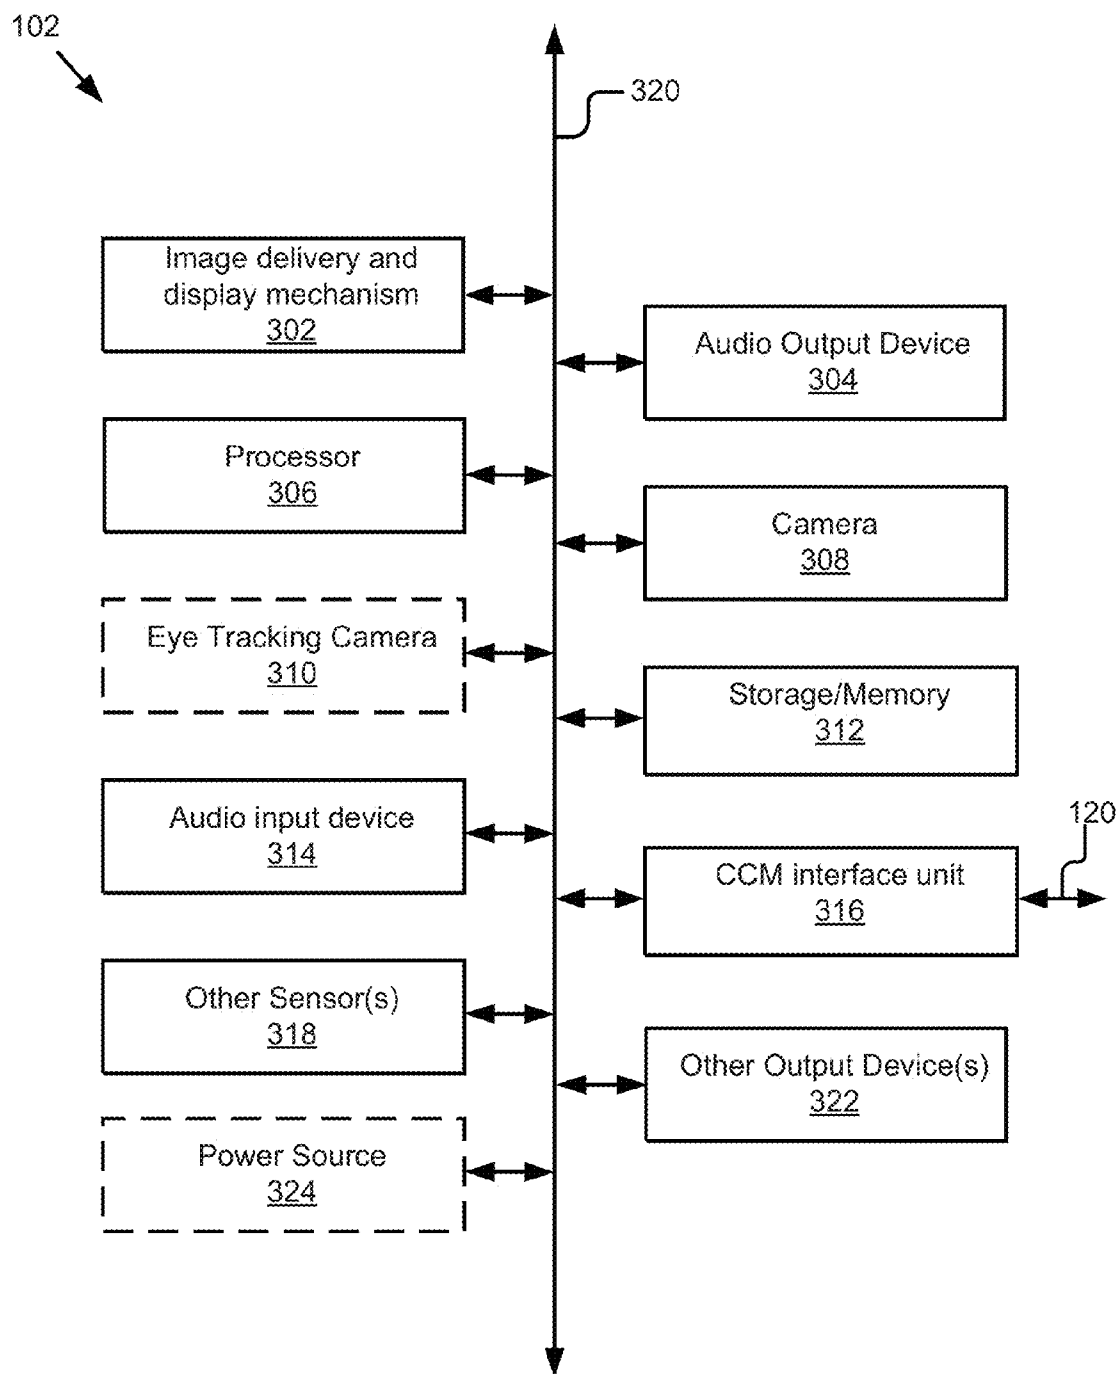 102
320
Image delivery and
display mechanism
302
Audio Output Device
304
Processor
306
Camera
308
Eye Tracking Camera
310
Storage/Memory
312
Audio input device
314
120
CCM interface unit
316
Other Sensor(s)
318
Other Output Device(s)
322
Power Source
324